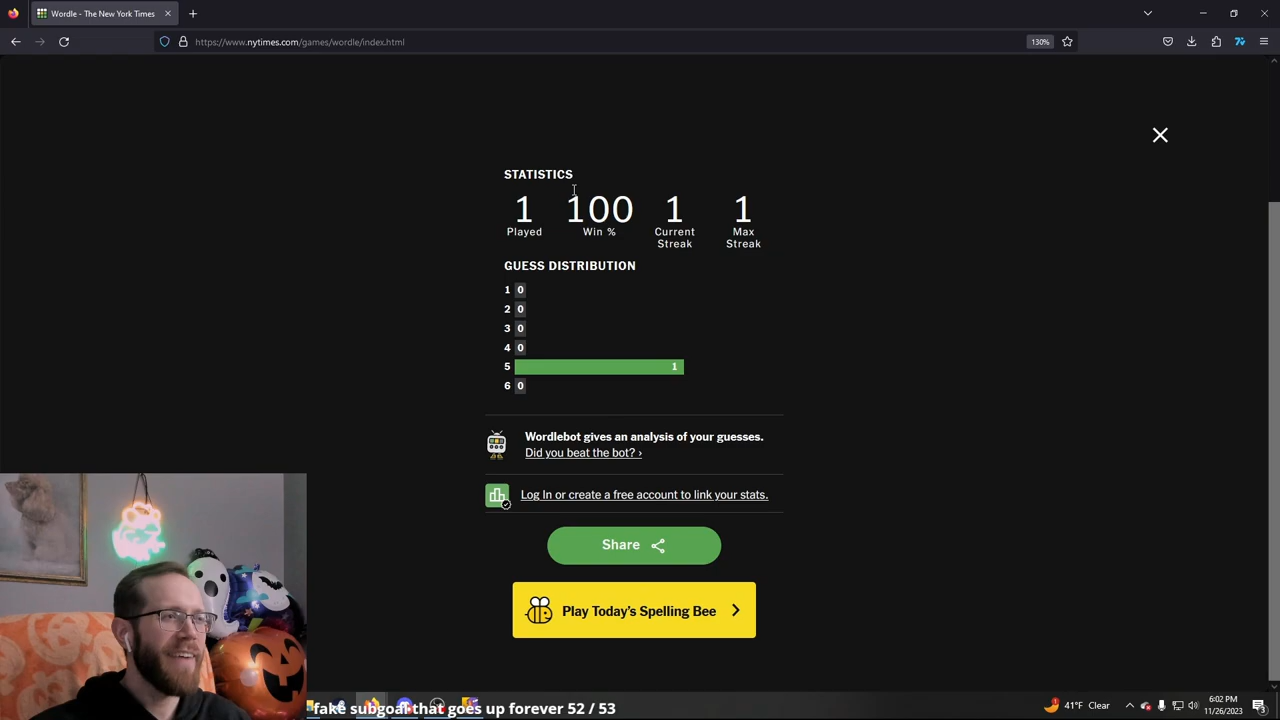 Wordle - The New York Times
https://www.nytimes.com/games/wordle/index.html
130%
STATISTICS
1 100 1 1
Played Win % Current Streak Max Streak
GUESS DISTRIBUTION
1 0
2 0
3 0
4 0
5 1
6 0
Wordlebot gives an analysis of your guesses.
Did you beat the bot? ›
Log In or create a free account to link your stats.
Share
Play Today's Spelling Bee
fake subgoal that goes up forever 52 / 53
41°F Clear
6:02 PM
11/26/2023